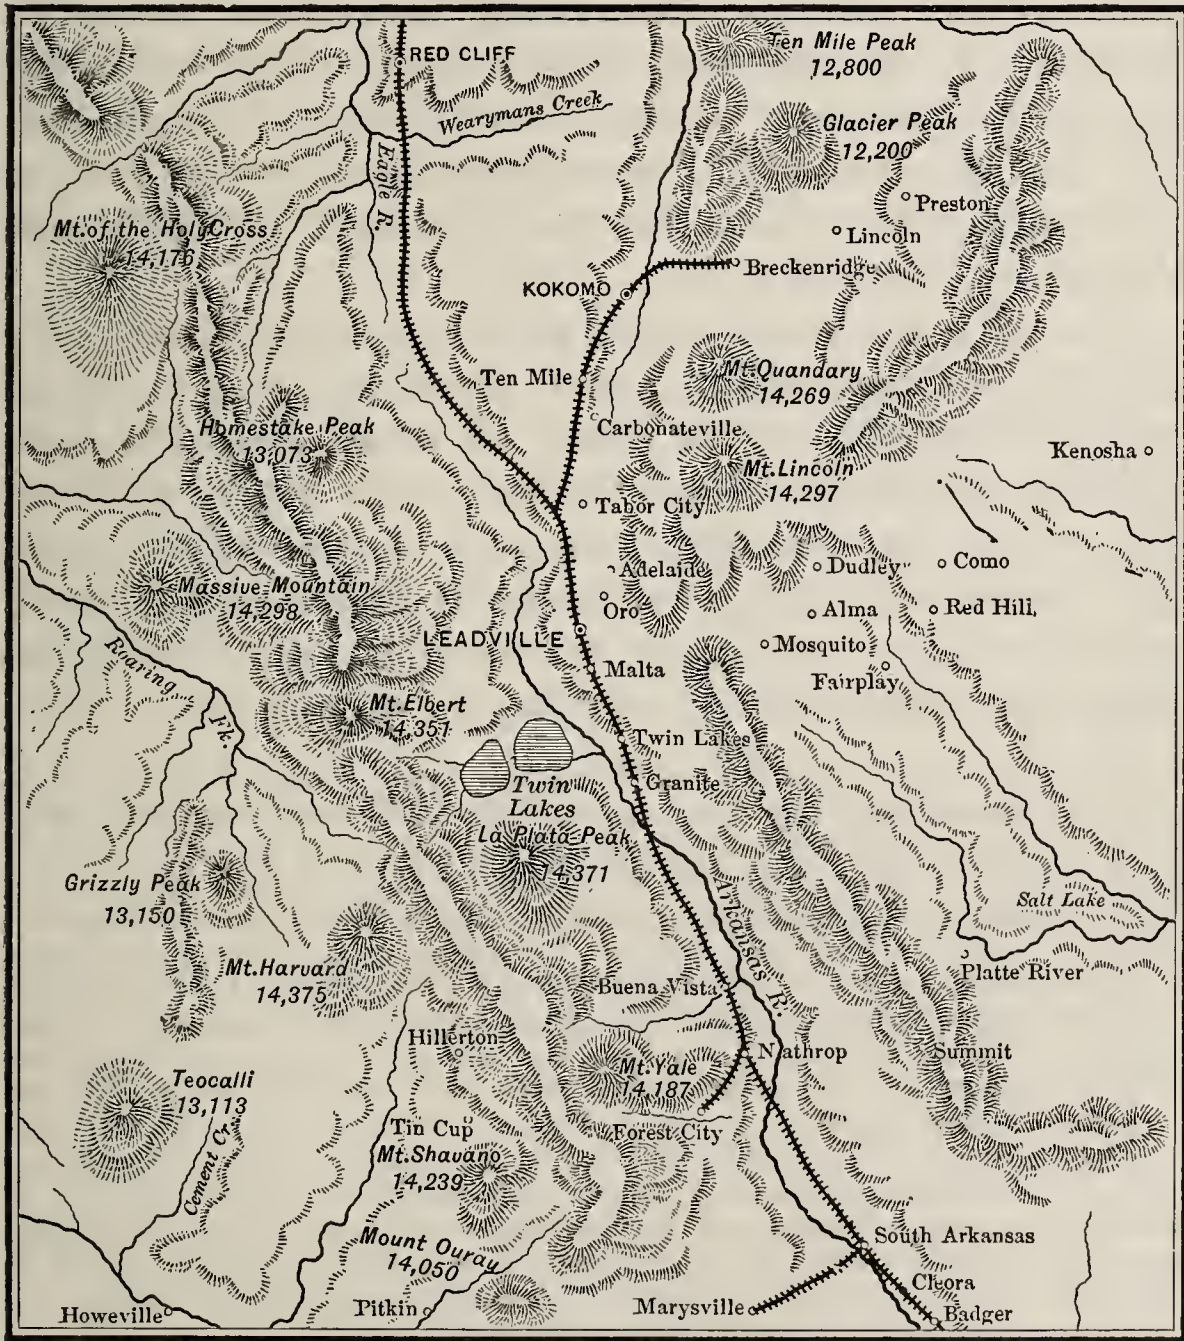 RED CLIFF
Ten Mile Peak
12,800
Wearymans Creek
Glacier Peak
12,200
Eagle R.
Preston
Mt. of the Holy Cross
14,176
Lincoln
Breckenridge
KOKOMO
Ten Mile
Mt. Quandary
14,269
Homestake Peak
13,073
Carbonateville
Kenosha
Mt. Lincoln
14,297
Tabor City
Massive Mountain
14,298
Adelaide
Dudley
Como
Oro
Alma
Red Hill.
LEADVILLE
Mosquito
Roaring
Fk.
Malta
Fairplay
Mt. Elbert
14,351
Twin Lakes
Twin
Lakes
Granite
La Plata Peak
14,371
Grizzly Peak
13,150
Arkansas R.
Salt Lake
Mt. Harvard
14,375
Buena Vista
Platte River
Hillerton
Nathrop
Summit
Mt. Yale
14,187
Teocalli
13,113
Cement Cr.
Tin Cup
Forest City
Mt. Shavano
14,239
Mount Ouray
14,050
South Arkansas
Cleora
Howeville
Pitkin
Marysville
Badger